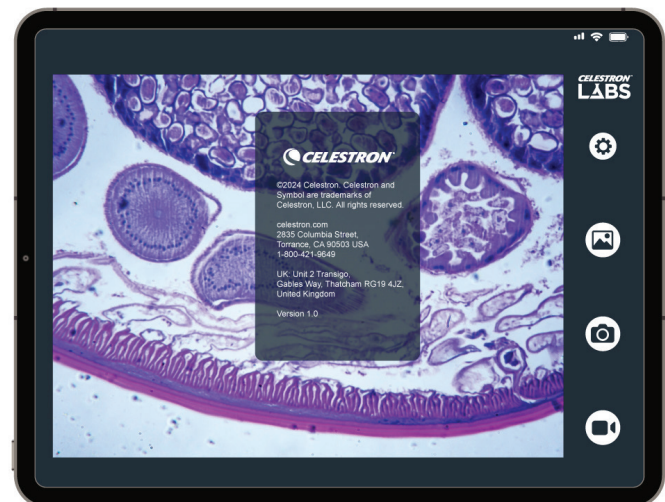 CELESTRON
LABS
CELESTRON
©2024 Celestron. Celestron and
Symbol are trademarks of
Celestron, LLC. All rights reserved.
celestron.com
2835 Columbia Street,
Torrance, CA 90503 USA
1-800-421-9649
UK: Unit 2 Transigo,
Gables Way, Thatcham RG19 4JZ,
United Kingdom
Version 1.0